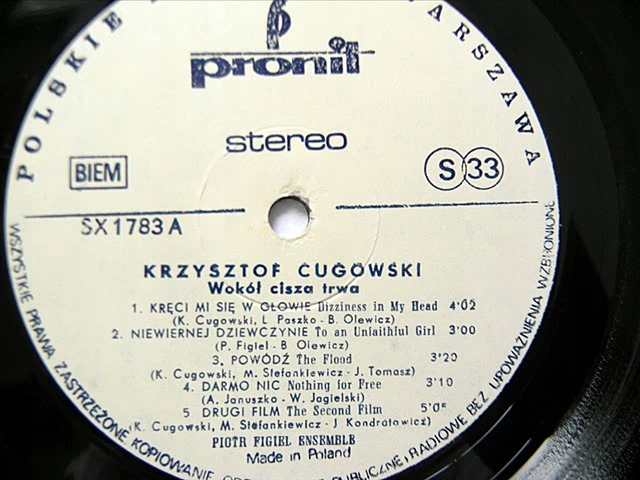 POLSKIE WARSZAWA
pronit
stereo
BIEM
S 33
SX 1783 A
KRZYSZTOF CUGOWSKI
Wokół cisza trwa
1. KRĘCI MI SIĘ W GŁOWIE Dizziness in My Head 4'02
(K. Cugowski, L. Paszko - B. Olewicz)
2. NIEWIERNEJ DZIEWCZYNIE To an Unfaithful Girl 3'00
(P. Figiel - B Olewicz)
3. POWÓDŹ The Flood 3'20
(K. Cugowski, M. Stefankiewicz - J. Tomasz)
4. DARMO NIC Nothing for Free 3'10
(A. Januszko - W. Jagielski)
5 DRUGI FILM The Second Film 5'05
(K. Cugowski, M. Stefankiewicz - J Kondratowicz)
PIOTR FIGIEL ENSEMBLE
Made in Poland
WSZYSTKIE PRAWA ZASTRZEŻONE KOPIOWANIE PUBLICZNE, RADIOWE BEZ UPOWAŻNIENIA WZBRONIONE